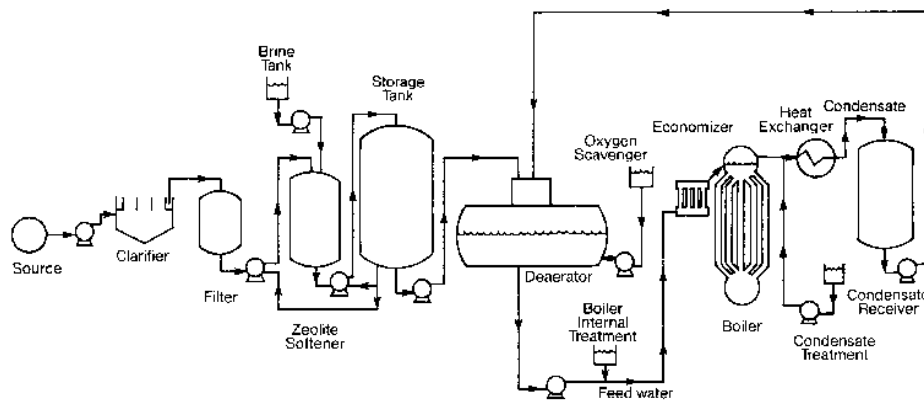 Brine
Tank
Storage
Tank
Oxygen
Scavenger
Economizer
Heat
Exchanger
Condensate
Source
Clarifier
Filter
Zeolite
Softener
Deaerator
Boiler
Internal
Treatment
Feed water
Boiler
Condensate
Receiver
Condensate
Treatment